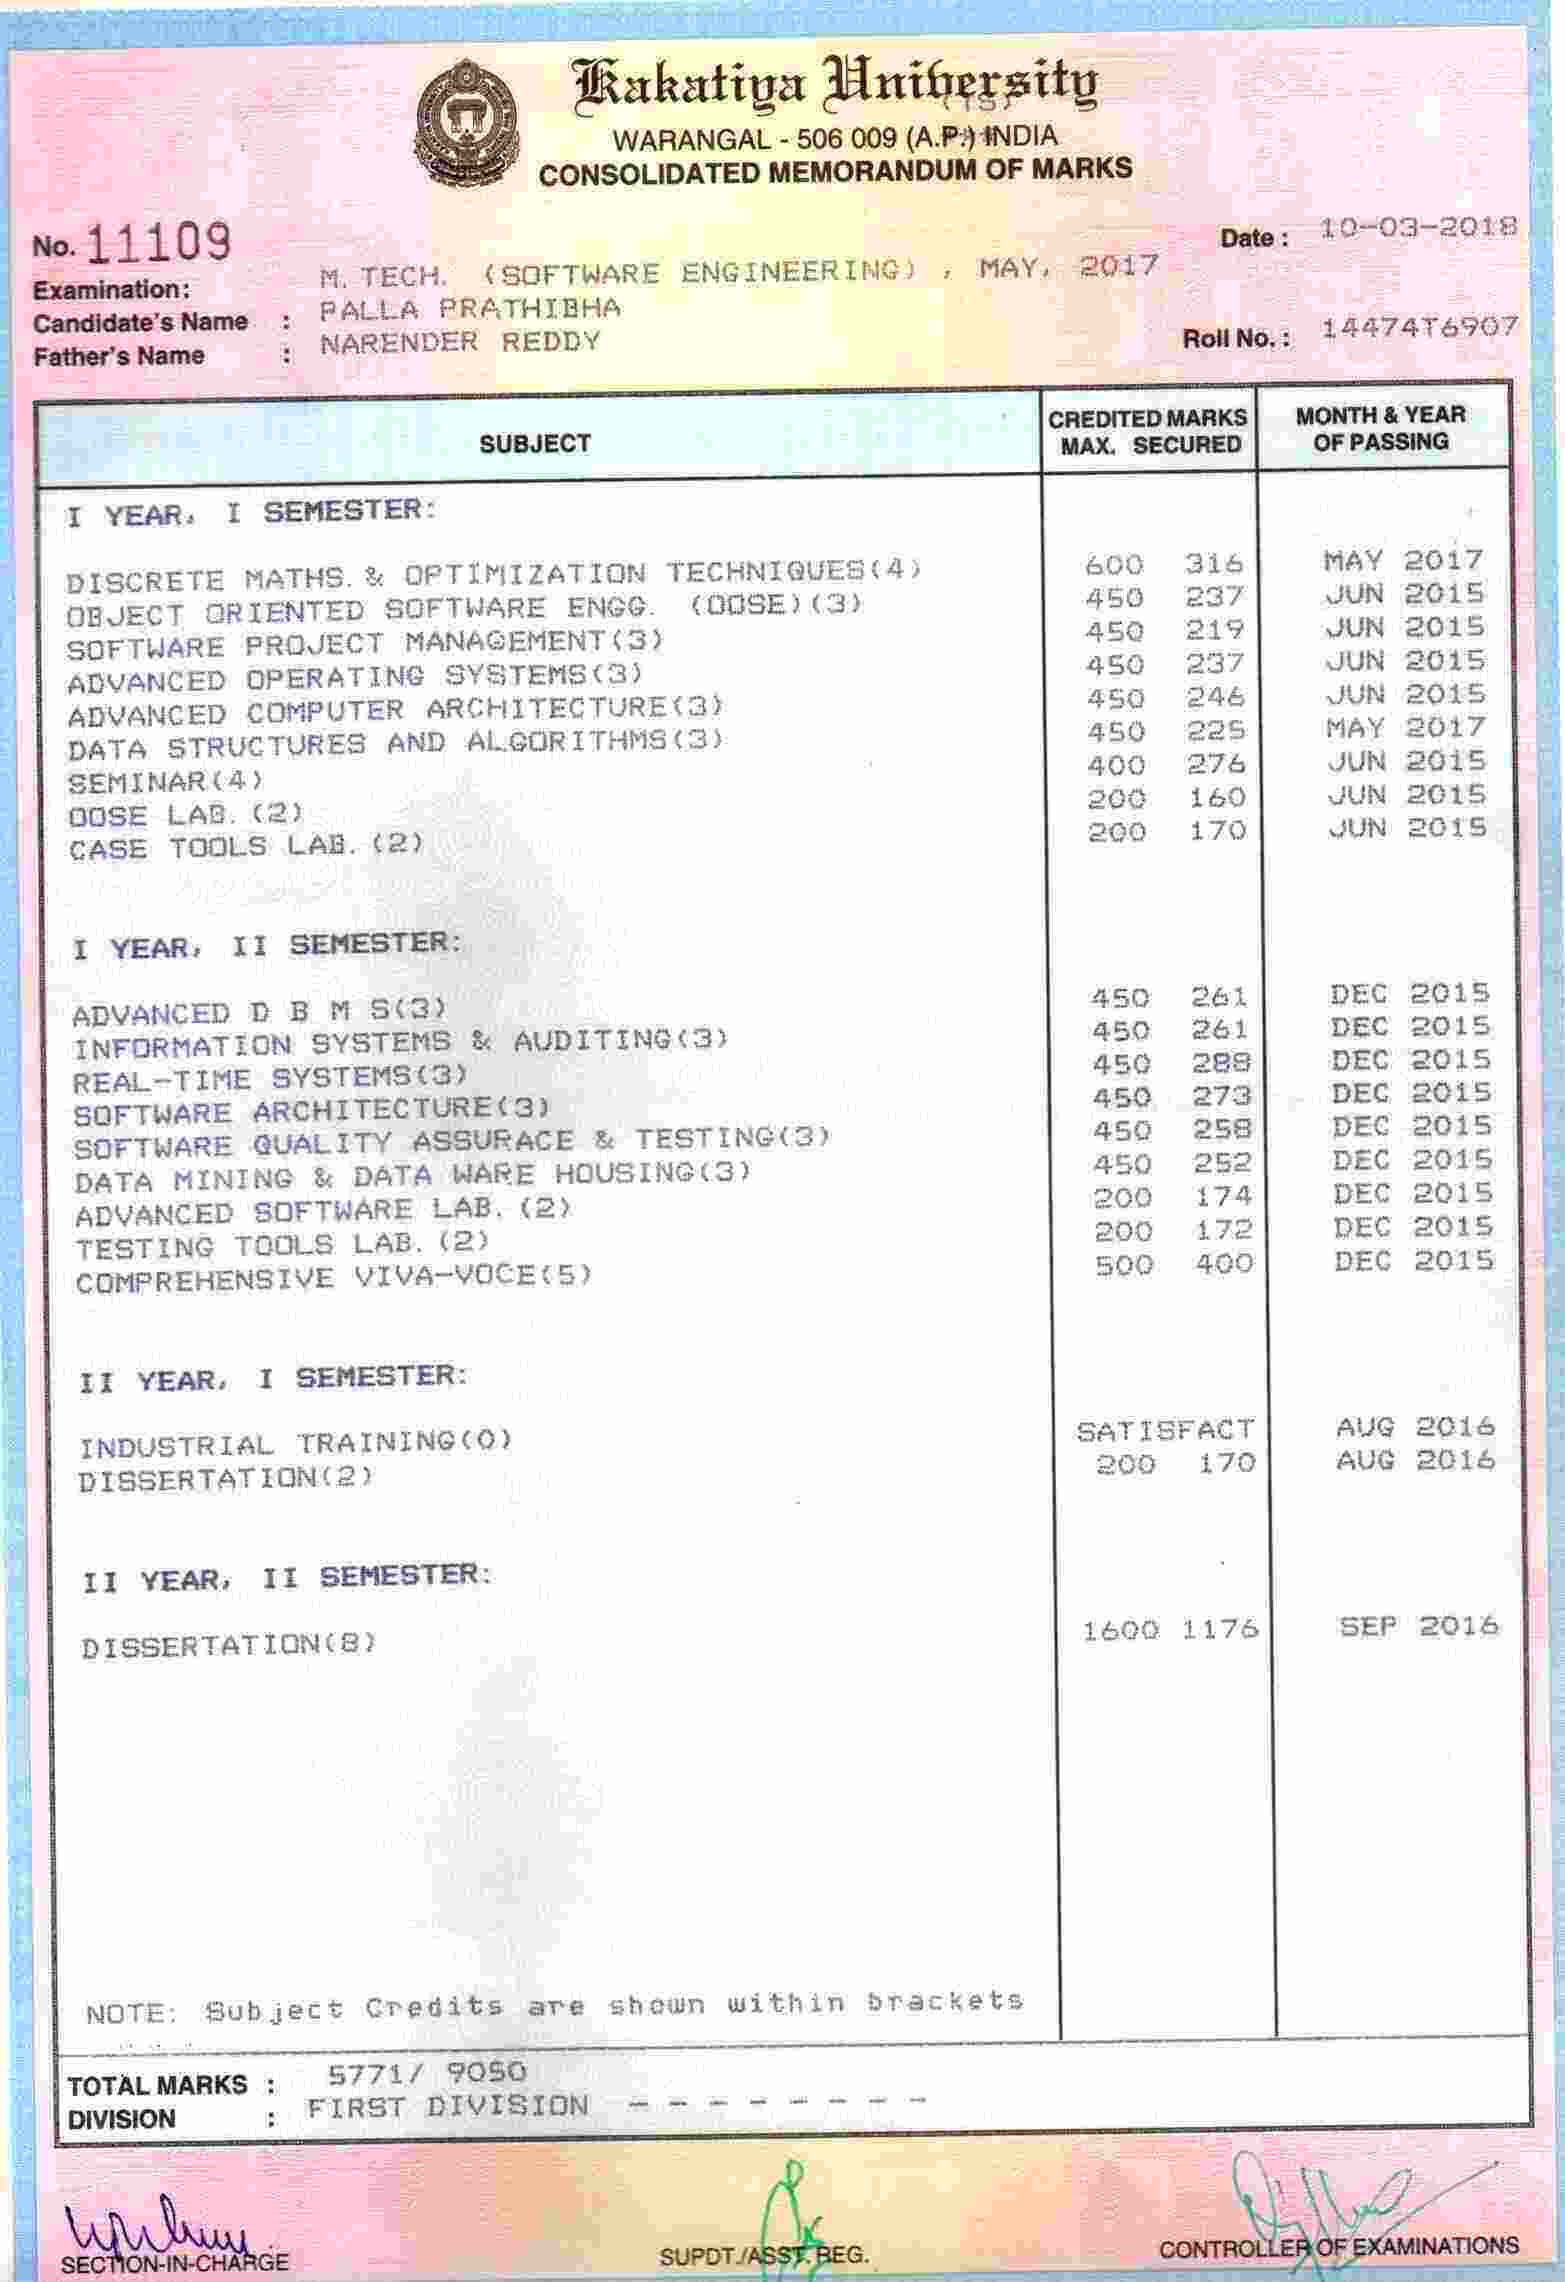 Kakatiya University
(TS)
WARANGAL - 506 009 (A.P.) INDIA
CONSOLIDATED MEMORANDUM OF MARKS
No. 11109
Date : 10-03-2018
Examination: M. TECH. (SOFTWARE ENGINEERING) , MAY, 2017
Candidate's Name : PALLA PRATHIBHA
Father's Name : NARENDER REDDY
Roll No. : 14474T6907
SUBJECT CREDITED MARKS MAX. SECURED MONTH & YEAR OF PASSING
I YEAR, I SEMESTER:
DISCRETE MATHS. & OPTIMIZATION TECHNIQUES(4) 600 316 MAY 2017
OBJECT ORIENTED SOFTWARE ENGG. (OOSE)(3) 450 237 JUN 2015
SOFTWARE PROJECT MANAGEMENT(3) 450 219 JUN 2015
ADVANCED OPERATING SYSTEMS(3) 450 237 JUN 2015
ADVANCED COMPUTER ARCHITECTURE(3) 450 246 JUN 2015
DATA STRUCTURES AND ALGORITHMS(3) 450 225 MAY 2017
SEMINAR(4) 400 276 JUN 2015
OOSE LAB. (2) 200 160 JUN 2015
CASE TOOLS LAB. (2) 200 170 JUN 2015
I YEAR, II SEMESTER:
ADVANCED D B M S(3) 450 261 DEC 2015
INFORMATION SYSTEMS & AUDITING(3) 450 261 DEC 2015
REAL-TIME SYSTEMS(3) 450 288 DEC 2015
SOFTWARE ARCHITECTURE(3) 450 273 DEC 2015
SOFTWARE QUALITY ASSURACE & TESTING(3) 450 258 DEC 2015
DATA MINING & DATA WARE HOUSING(3) 450 252 DEC 2015
ADVANCED SOFTWARE LAB. (2) 200 174 DEC 2015
TESTING TOOLS LAB. (2) 200 172 DEC 2015
COMPREHENSIVE VIVA-VOCE(5) 500 400 DEC 2015
II YEAR, I SEMESTER:
INDUSTRIAL TRAINING(0) SATISFACT AUG 2016
DISSERTATION(2) 200 170 AUG 2016
II YEAR, II SEMESTER:
DISSERTATION(8) 1600 1176 SEP 2016
NOTE: Subject Credits are shown within brackets
TOTAL MARKS : 5771/ 9050
DIVISION : FIRST DIVISION - - - - - - - -
SECTION-IN-CHARGE
SUPDT./ASST. REG.
CONTROLLER OF EXAMINATIONS